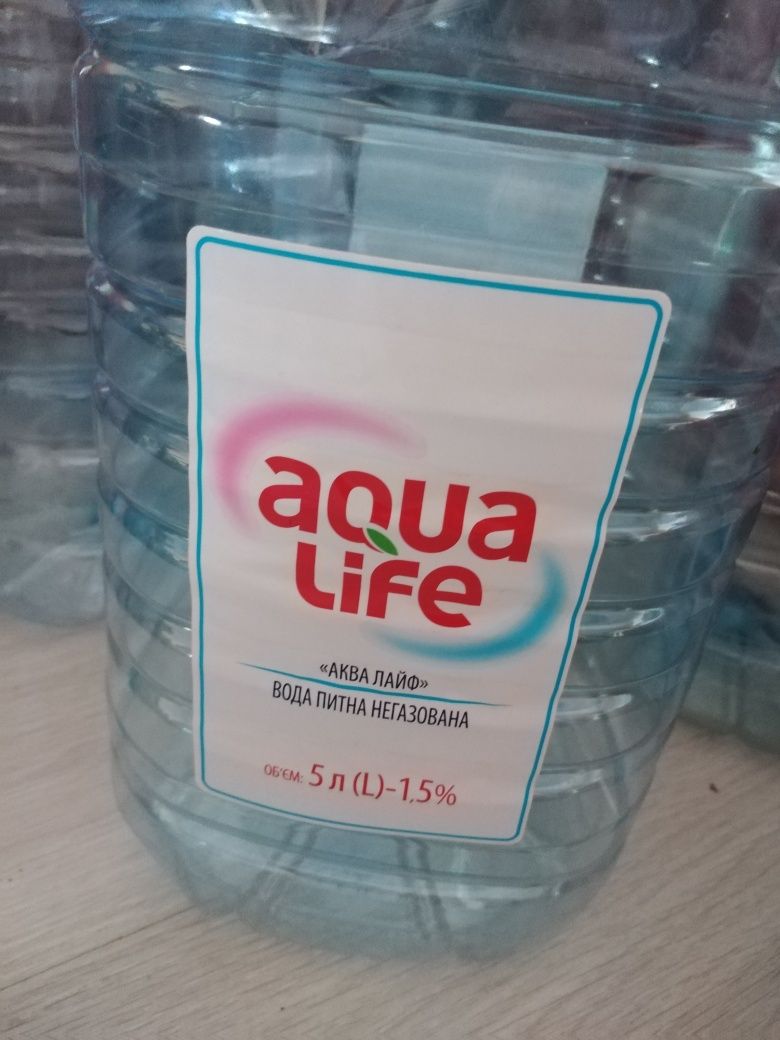 aqua
Life
«АКВА ЛАЙФ»
ВОДА ПИТНА НЕГАЗОВАНА
ОБ'ЄМ: 5 л (L)-1,5%